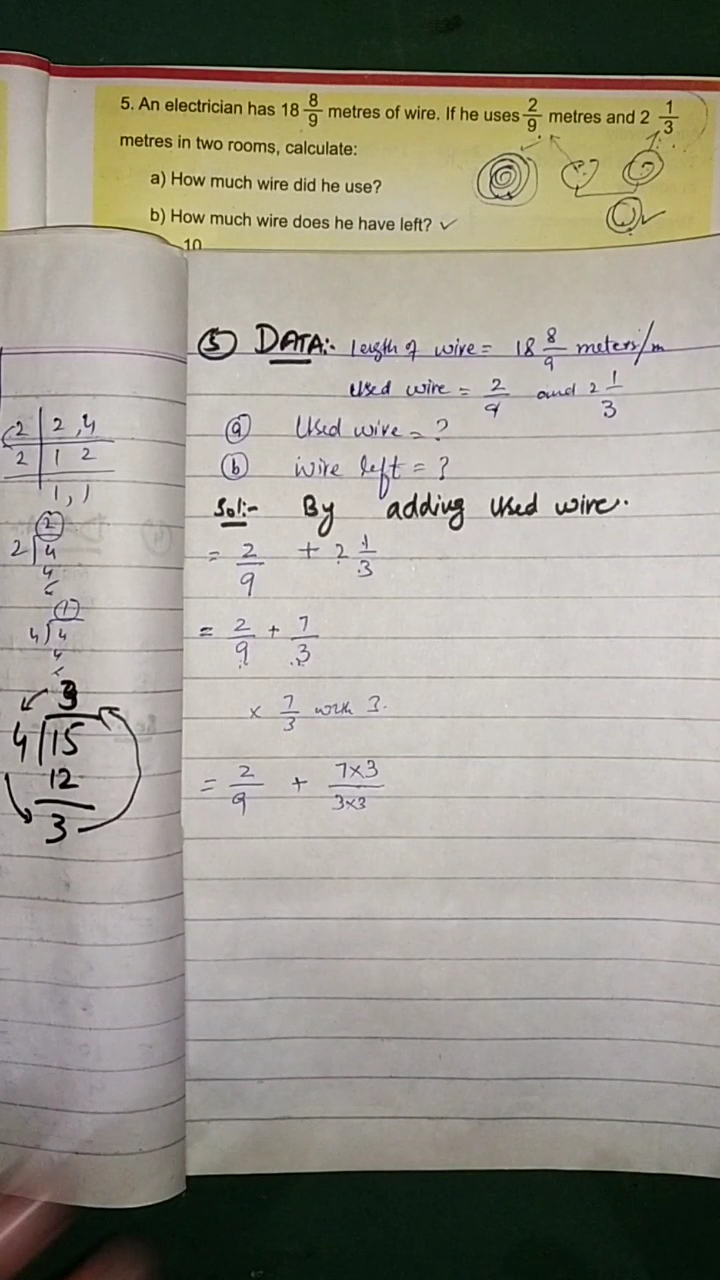 5. An electrician has 18 8/9 metres of wire. If he uses 2/9 metres and 2 1/3
metres in two rooms, calculate:
a) How much wire did he use?
b) How much wire does he have left? ✓
10
⑤ DATA:- length of wire = 18 8/9 meters/m
Used wire = 2/9 and 2 1/3
ⓐ Used wire = ?
ⓑ wire left = ?
Sol:- By adding used wire.
= 2/9 + 2 1/3
= 2/9 + 7/3
× 7/3 with 3.
= 2/9 + 7×3/3×3
2 | 2, 4
2 | 1 2
1, 1
2
2 4
4
1
4 4
4
3
4 15
12
3